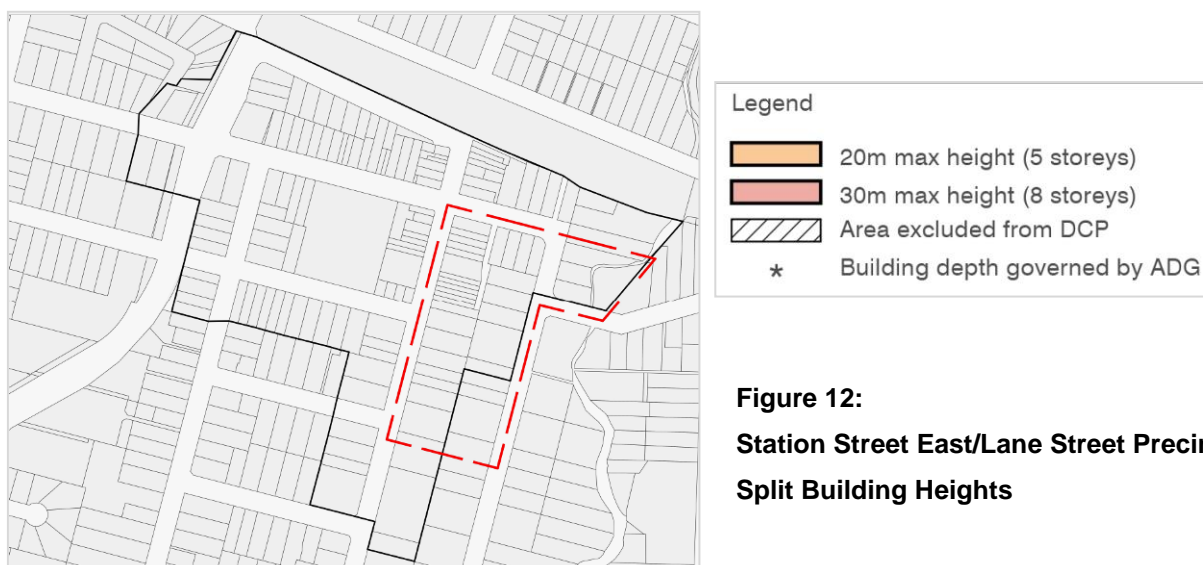 Legend
20m max height (5 storeys)
30m max height (8 storeys)
Area excluded from DCP
* Building depth governed by ADG
Figure 12:
Station Street East/Lane Street Precin
Split Building Heights